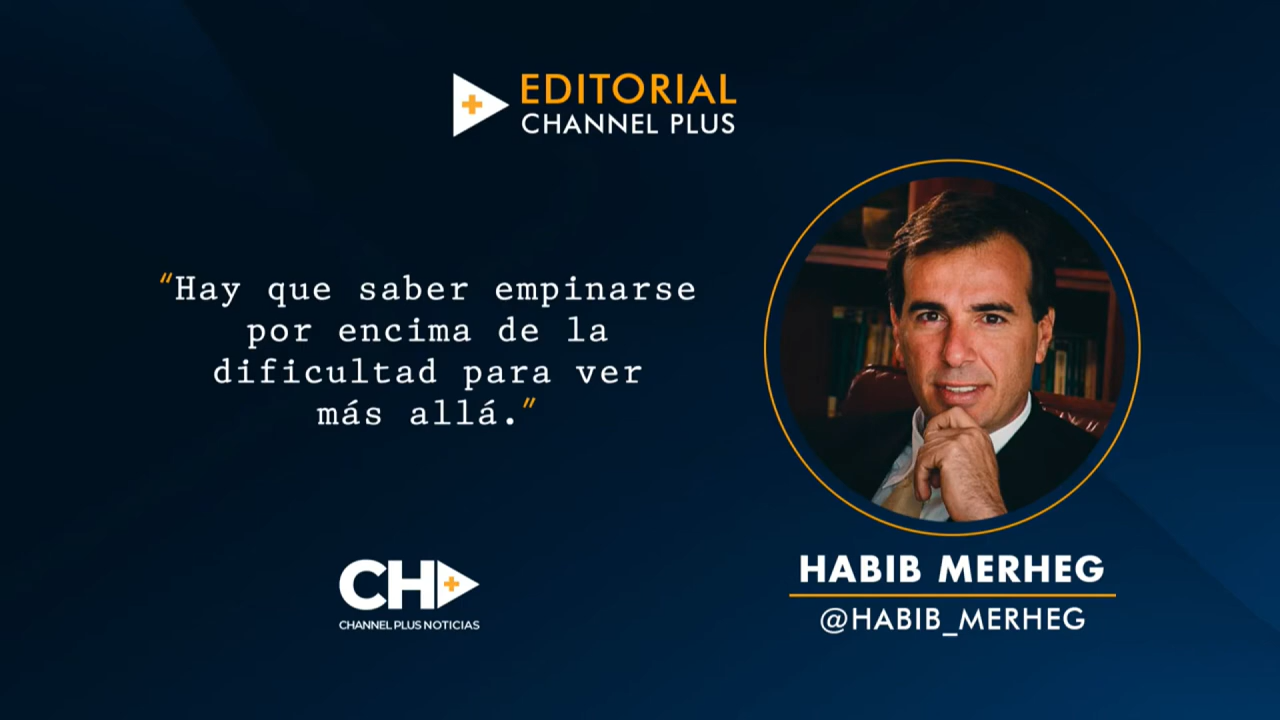 EDITORIAL
CHANNEL PLUS
“Hay que saber empinarse
por encima de la
dificultad para ver
más allá.”
CH
CHANNEL PLUS NOTICIAS
HABIB MERHEG
@HABIB_MERHEG